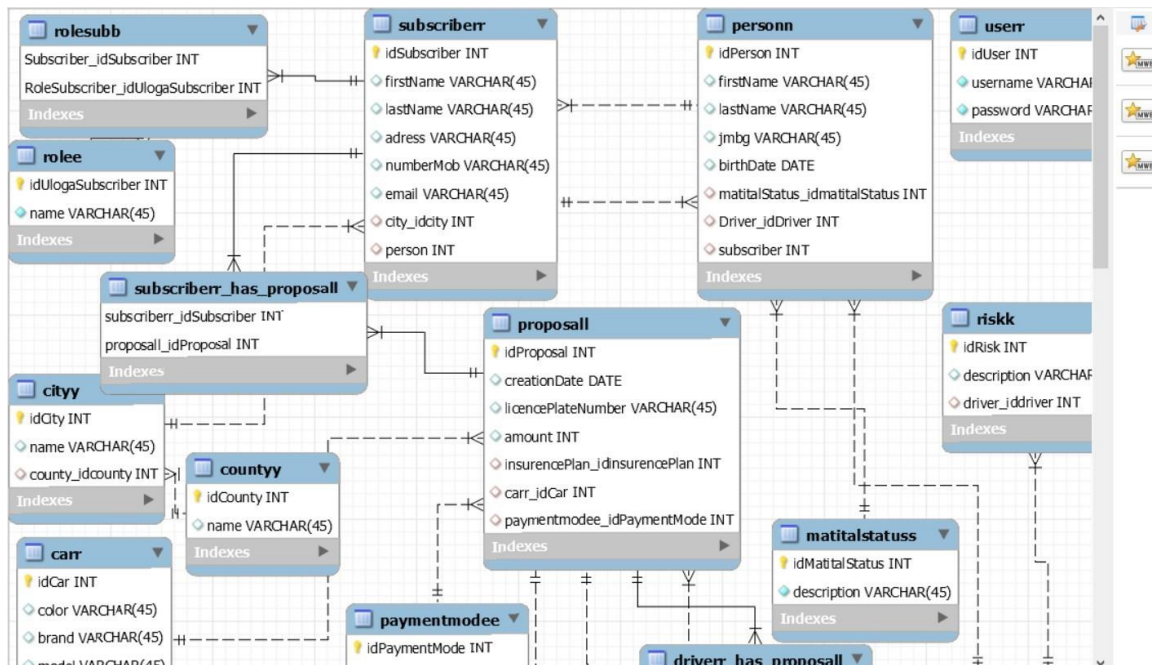 rolesubb
Subscriber_idSubscriber INT
RoleSubscriber_idUlogaSubscriber INT
Indexes
subscriberr
idSubscriber INT
firstName VARCHAR(45)
lastName VARCHAR(45)
adress VARCHAR(45)
numberMob VARCHAR(45)
email VARCHAR(45)
city_idcity INT
person INT
Indexes
personn
idPerson INT
firstName VARCHAR(45)
lastName VARCHAR(45)
jmbg VARCHAR(45)
birthDate DATE
matitalStatus_idmatitalStatus INT
Driver_idDriver INT
subscriber INT
Indexes
userr
idUser INT
username VARCHAR
password VARCHAR
Indexes
rolee
idUlogaSubscriber INT
name VARCHAR(45)
Indexes
subscriberr_has_proposall
subscriberr_idSubscriber INT
proposall_idProposal INT
Indexes
proposall
idProposal INT
creationDate DATE
licencePlateNumber VARCHAR(45)
amount INT
insurencePlan_idinsurencePlan INT
carr_idCar INT
paymentmodee_idPaymentMode INT
Indexes
riskk
idRisk INT
description VARCHAR
driver_iddriver INT
Indexes
cityy
idCity INT
name VARCHAR(45)
county_idcounty INT
Indexes
countyy
idCounty INT
name VARCHAR(45)
Indexes
matitalstatuss
idMatitalStatus INT
description VARCHAR(45)
Indexes
carr
idCar INT
color VARCHAR(45)
brand VARCHAR(45)
model VARCHAR(45)
paymentmodee
idPaymentMode INT
driverr_has_proposall